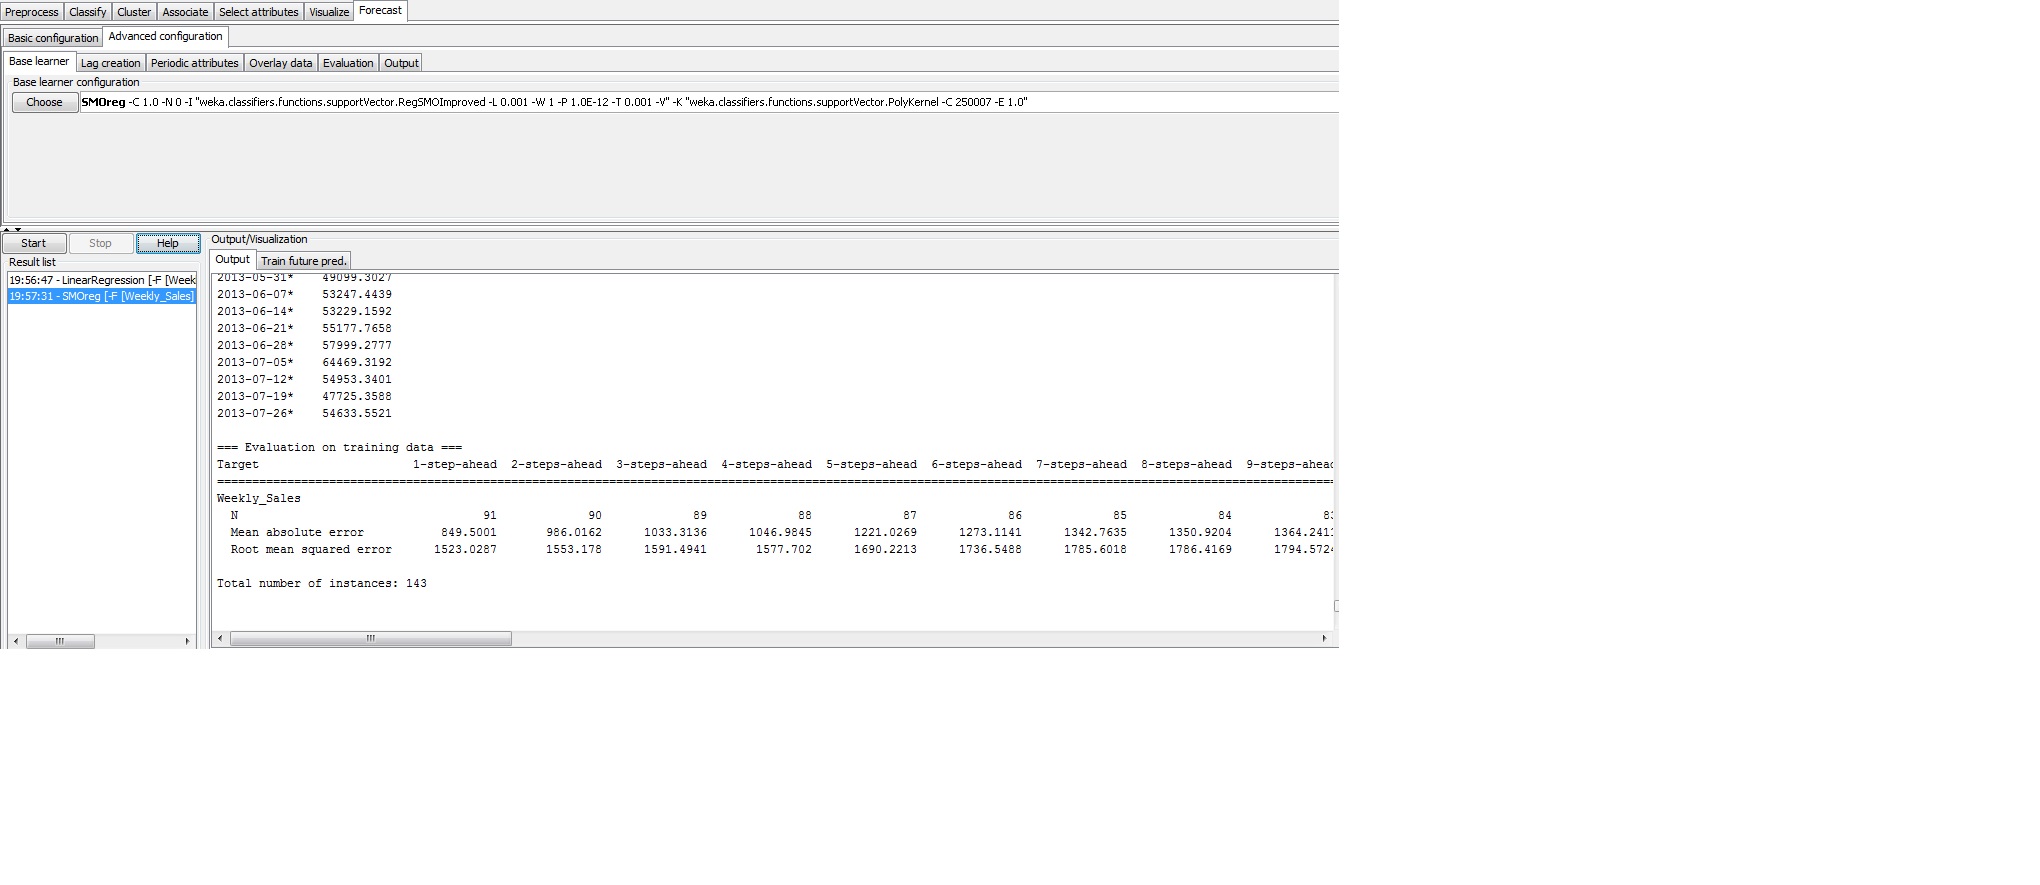 Preprocess Classify Cluster Associate Select attributes Visualize Forecast
Basic configuration Advanced configuration
Base learner Lag creation Periodic attributes Overlay data Evaluation Output
Base learner configuration
Choose SMOreg -C 1.0 -N 0 -I "weka.classifiers.functions.supportVector.RegSMOImproved -L 0.001 -W 1 -P 1.0E-12 -T 0.001 -V" -K "weka.classifiers.functions.supportVector.PolyKernel -C 250007 -E 1.0"
Start Stop Help
Result list
19:56:47 - LinearRegression [-F [Week
19:57:31 - SMOreg [-F [Weekly_Sales]
Output/Visualization
Output Train future pred.
2013-05-31* 49099.3027
2013-06-07* 53247.4439
2013-06-14* 53229.1592
2013-06-21* 55177.7658
2013-06-28* 57999.2777
2013-07-05* 64469.3192
2013-07-12* 54953.3401
2013-07-19* 47725.3588
2013-07-26* 54633.5521
=== Evaluation on training data ===
Target 1-step-ahead 2-steps-ahead 3-steps-ahead 4-steps-ahead 5-steps-ahead 6-steps-ahead 7-steps-ahead 8-steps-ahead 9-steps-ahead
================================================================
Weekly_Sales
N 91 90 89 88 87 86 85 84 83
Mean absolute error 849.5001 986.0162 1033.3136 1046.9845 1221.0269 1273.1141 1342.7635 1350.9204 1364.2411
Root mean squared error 1523.0287 1553.178 1591.4941 1577.702 1690.2213 1736.5488 1785.6018 1786.4169 1794.5724
Total number of instances: 143